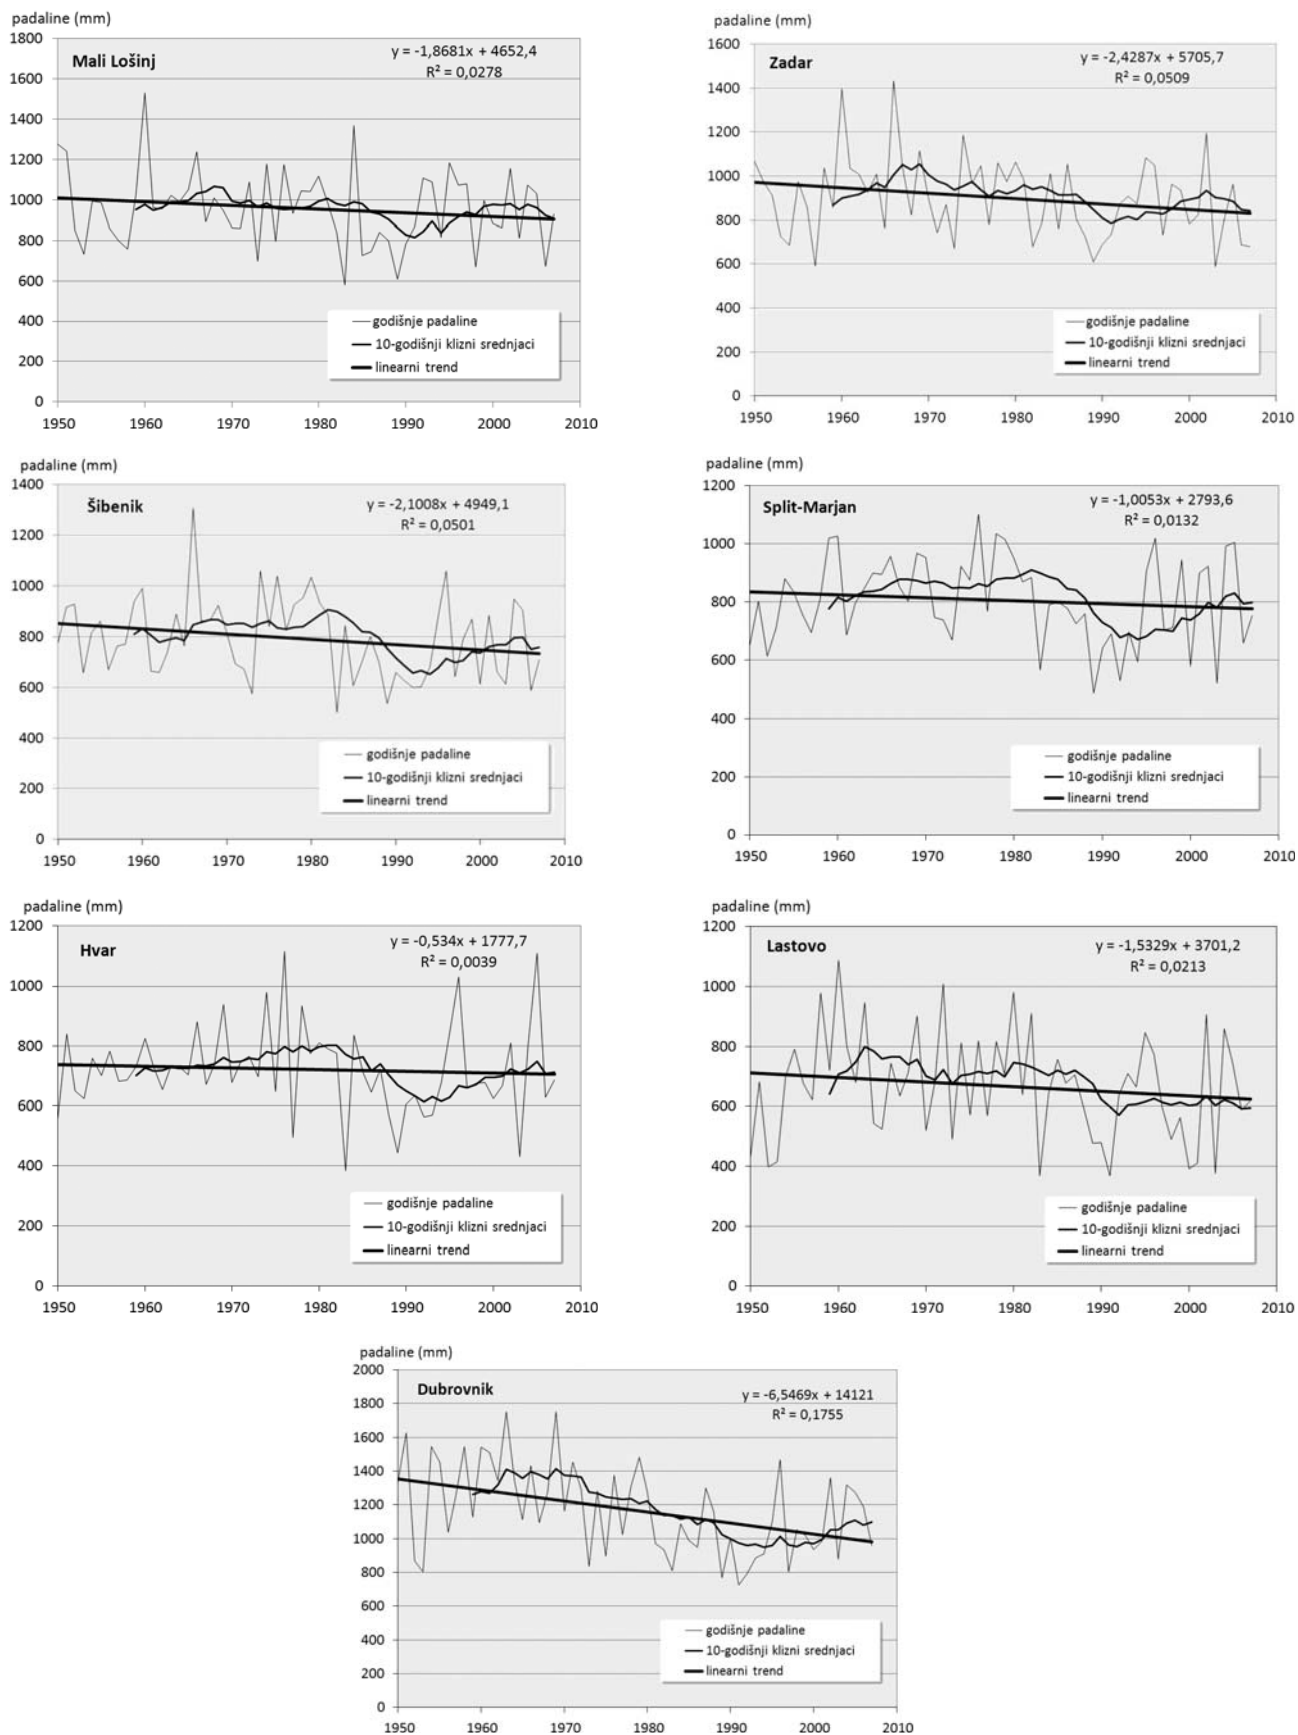 padaline (mm)
Mali Lošinj
y = -1,8681x + 4652,4
R² = 0,0278
1800
1600
1400
1200
1000
800
600
400
200
0
godišnje padaline
10-godišnji klizni srednjaci
linearni trend
1950 1960 1970 1980 1990 2000 2010
padaline (mm)
Zadar
y = -2,4287x + 5705,7
R² = 0,0509
1600
1400
1200
1000
800
600
400
200
0
godišnje padaline
10-godišnji klizni srednjaci
linearni trend
1950 1960 1970 1980 1990 2000 2010
padaline (mm)
Šibenik
y = -2,1008x + 4949,1
R² = 0,0501
1400
1200
1000
800
600
400
200
0
godišnje padaline
10-godišnji klizni srednjaci
linearni trend
1950 1960 1970 1980 1990 2000 2010
padaline (mm)
Split-Marjan
y = -1,0053x + 2793,6
R² = 0,0132
1200
1000
800
600
400
200
0
godišnje padaline
10-godišnji klizni srednjaci
linearni trend
1950 1960 1970 1980 1990 2000 2010
padaline (mm)
Hvar
y = -0,534x + 1777,7
R² = 0,0039
1200
1000
800
600
400
200
0
godišnje padaline
10-godišnji klizni srednjaci
linearni trend
1950 1960 1970 1980 1990 2000 2010
padaline (mm)
Lastovo
y = -1,5329x + 3701,2
R² = 0,0213
1200
1000
800
600
400
200
0
godišnje padaline
10-godišnji klizni srednjaci
linearni trend
1950 1960 1970 1980 1990 2000 2010
padaline (mm)
Dubrovnik
y = -6,5469x + 14121
R² = 0,1755
2000
1800
1600
1400
1200
1000
800
600
400
200
0
godišnje padaline
10-godišnji klizni srednjaci
linearni trend
1950 1960 1970 1980 1990 2000 2010